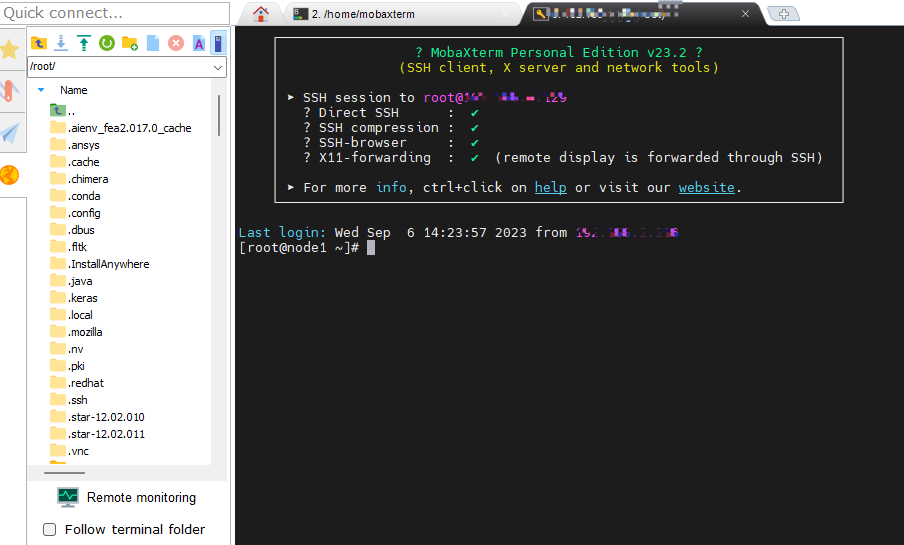 Quick connect...
2. /home/mobaxterm
/root/
Name
..
.aienv_fea2.017.0_cache
.ansys
.cache
.chimera
.conda
.config
.dbus
.fltk
.InstallAnywhere
.java
.keras
.local
.mozilla
.nv
.pki
.redhat
.ssh
.star-12.02.010
.star-12.02.011
.vnc
Remote monitoring
Follow terminal folder
? MobaXterm Personal Edition v23.2 ?
(SSH client, X server and network tools)
➤ SSH session to root@
? Direct SSH : ✔
? SSH compression : ✔
? SSH-browser : ✔
? X11-forwarding : ✔ (remote display is forwarded through SSH)
➤ For more info, ctrl+click on help or visit our website.
Last login: Wed Sep 6 14:23:57 2023 from
[root@node1 ~]#